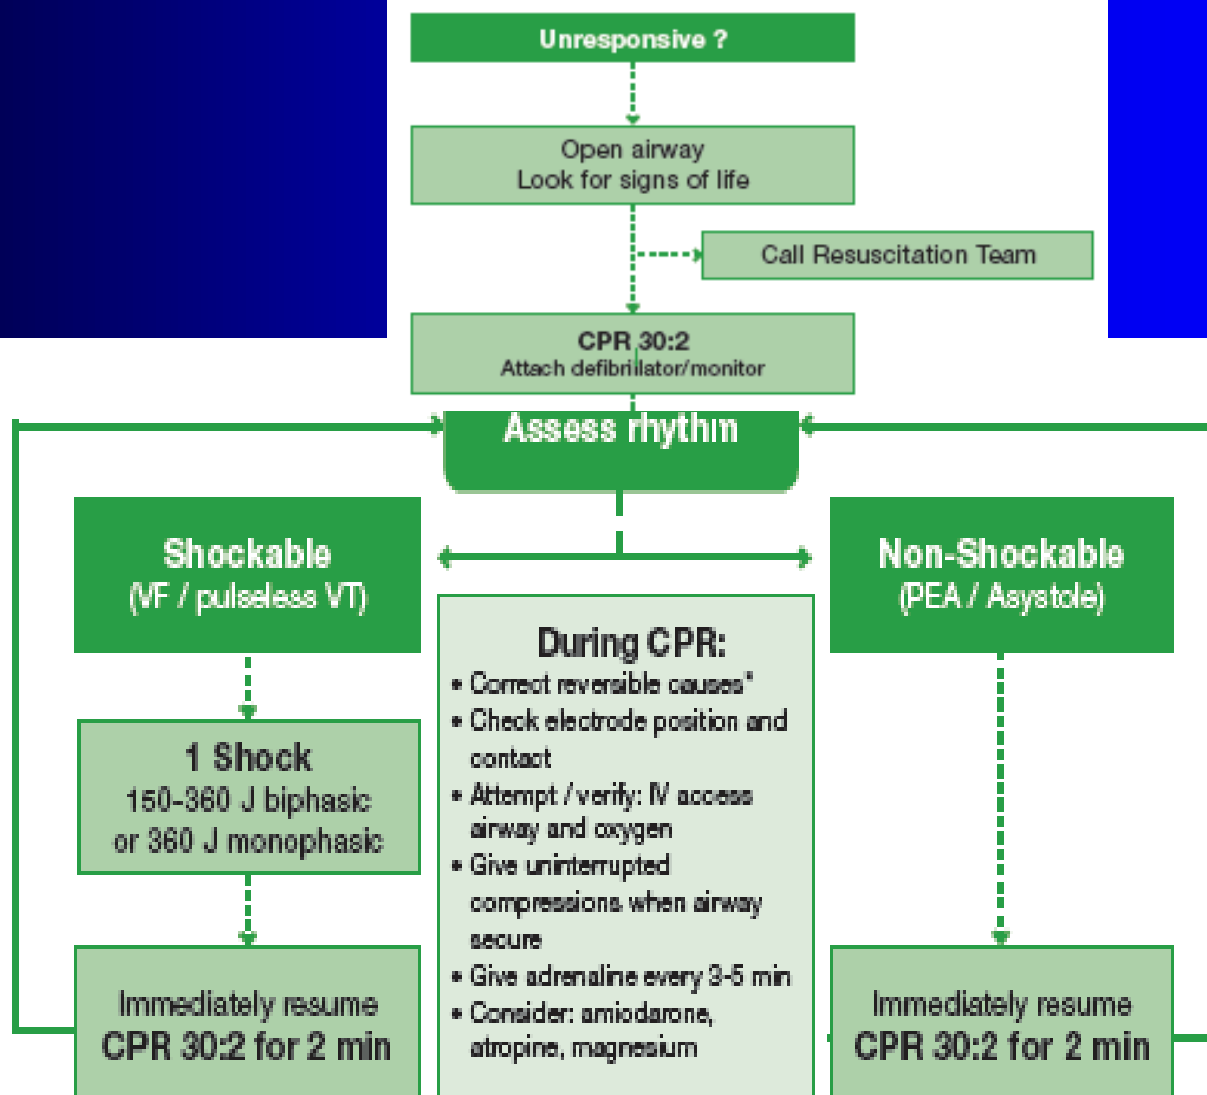 Unresponsive ?
Open airway
Look for signs of life
Call Resuscitation Team
CPR 30:2
Attach defibrillator/monitor
Assess rhythm
Shockable
(VF / pulseless VT)
Non-Shockable
(PEA / Asystole)
During CPR:
• Correct reversible causes*
• Check electrode position and
contact
• Attempt / verify: IV access
airway and oxygen
• Give uninterrupted
compressions when airway
secure
• Give adrenaline every 3-5 min
• Consider: amiodarone,
atropine, magnesium
1 Shock
150-360 J biphasic
or 360 J monophasic
Immediately resume
CPR 30:2 for 2 min
Immediately resume
CPR 30:2 for 2 min